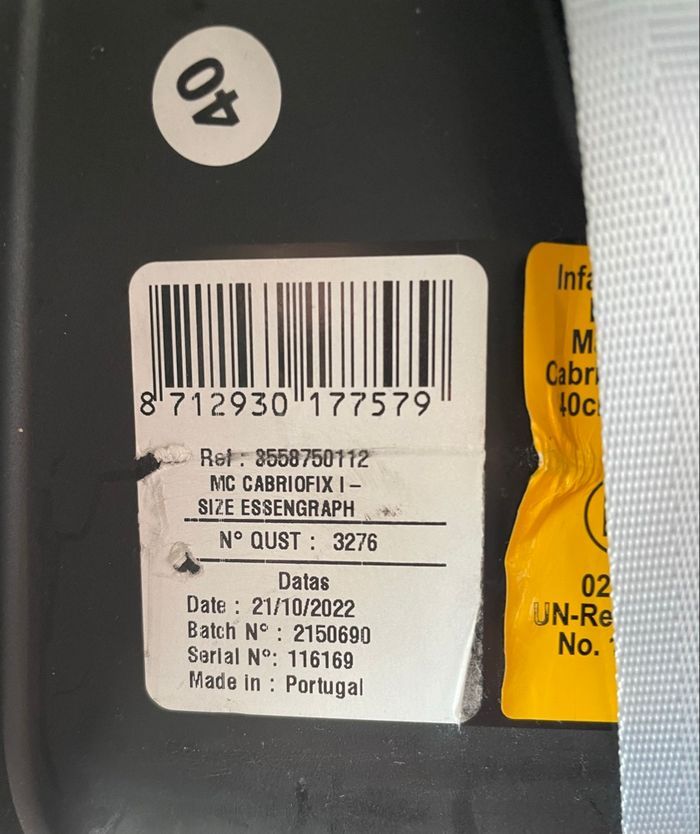 40
8 712930 177579
Ref : 8558750112
MC CABRIOFIX I-
SIZE ESSENGRAPH
N° QUST : 3276
Datas
Date : 21/10/2022
Batch N° : 2150690
Serial N°: 116169
Made in : Portugal
Infa
M
Cabri
40c
02
UN-Re
No.